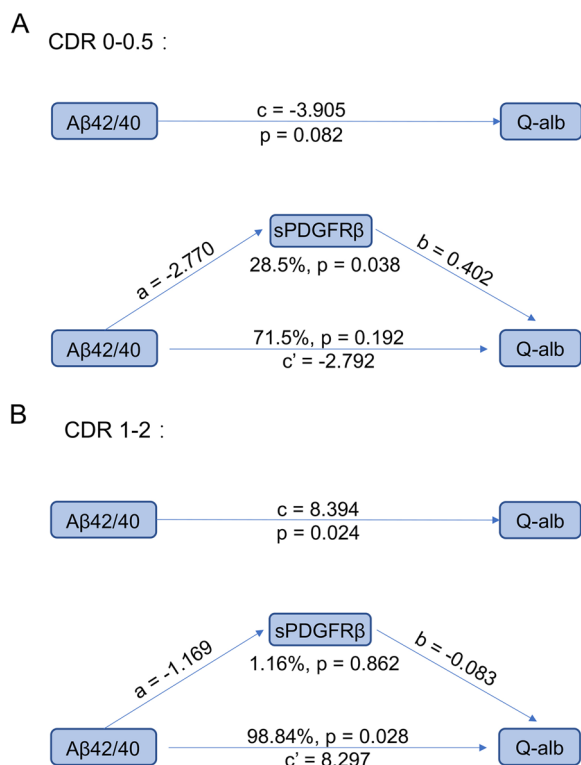 A
CDR 0-0.5 :
c = -3.905
Aβ42/40
Q-alb
p = 0.082
sPDGFRβ
a = -2.770
b = 0.402
28.5%, p = 0.038
71.5%, p = 0.192
Aβ42/40
Q-alb
c' = -2.792
B
CDR 1-2 :
c = 8.394
Aβ42/40
Q-alb
p = 0.024
sPDGFRβ
a = -1.169
b = -0.083
1.16%, p = 0.862
98.84%, p = 0.028
Aβ42/40
Q-alb
c' = 8.297